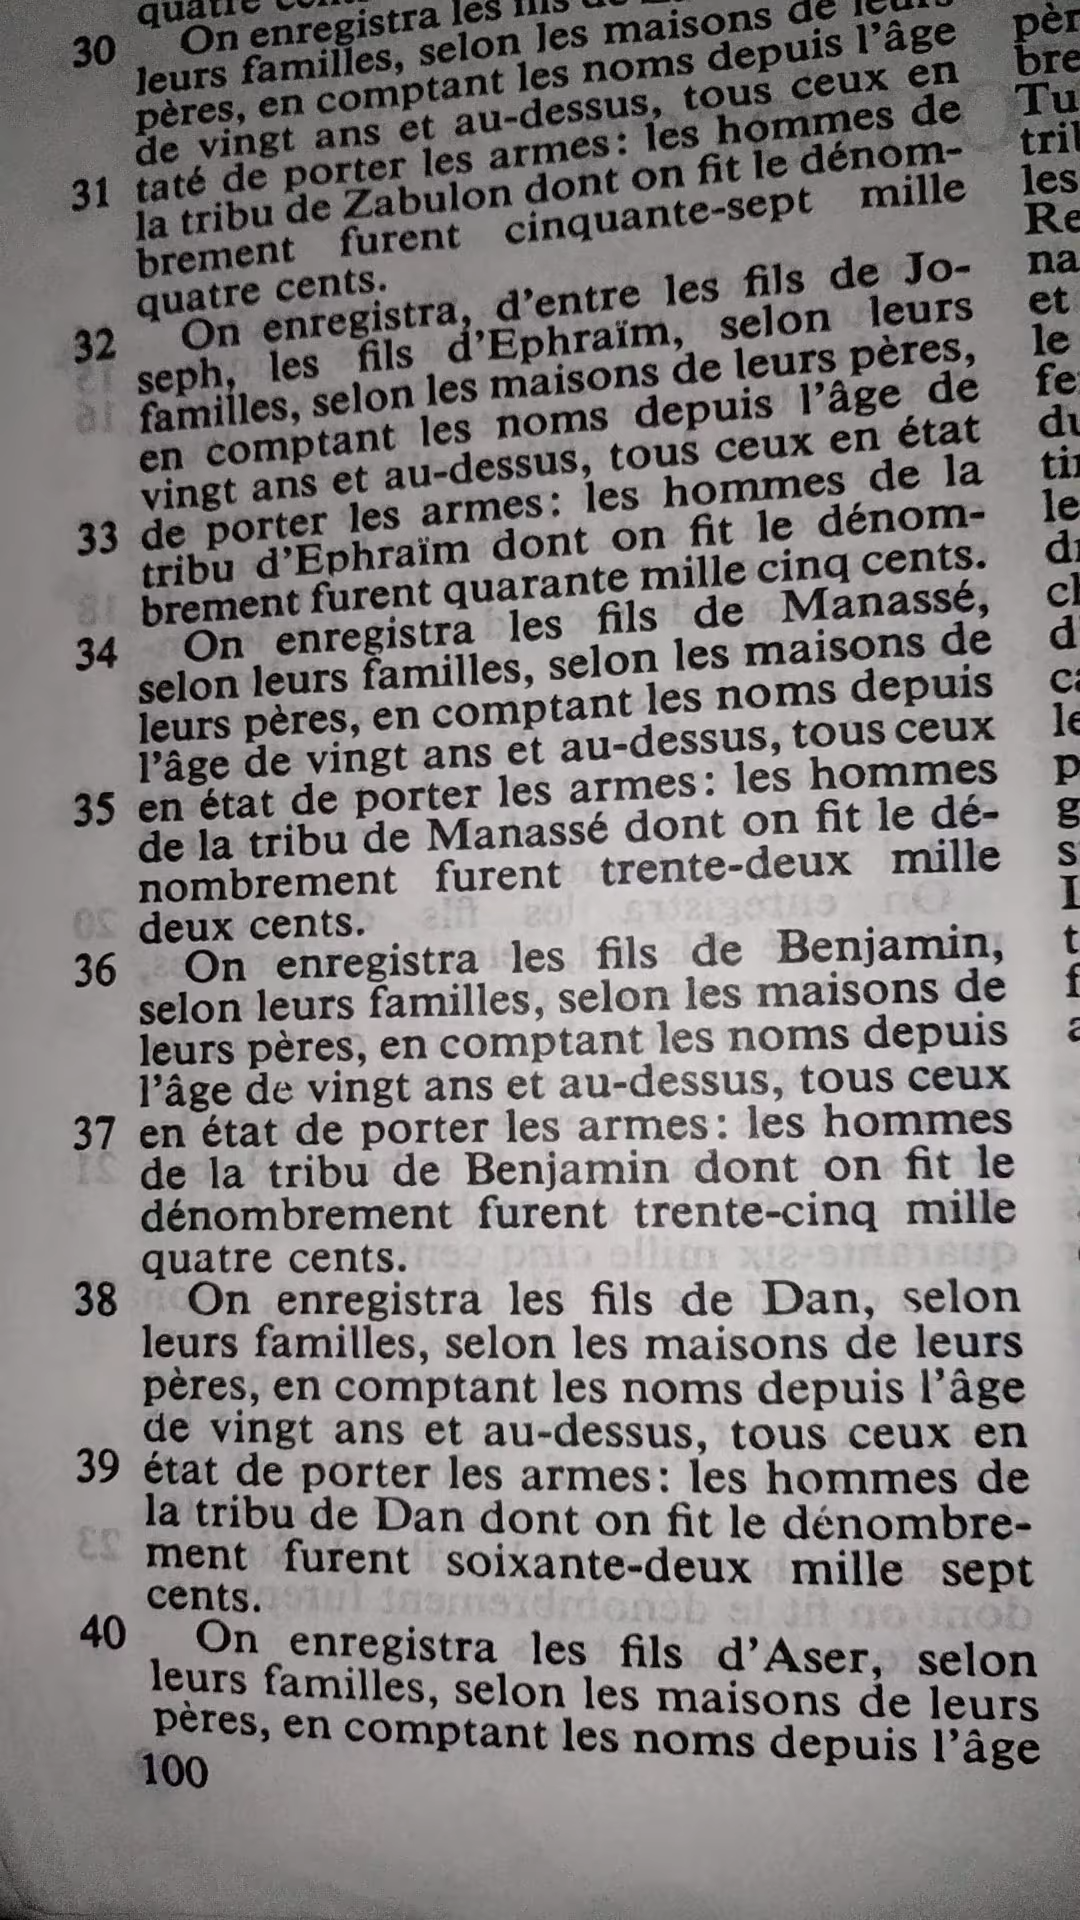 quatre
30 On enregistra les fils de
leurs familles, selon les maisons de leurs
pères, en comptant les noms depuis l'âge
de vingt ans et au-dessus, tous ceux en
31 taté de porter les armes: les hommes de
la tribu de Zabulon dont on fit le dénom-
brement furent cinquante-sept mille
quatre cents.
32 On enregistra, d'entre les fils de Jo-
seph, les fils d'Ephraïm, selon leurs
familles, selon les maisons de leurs pères,
en comptant les noms depuis l'âge de
vingt ans et au-dessus, tous ceux en état
33 de porter les armes: les hommes de la
tribu d'Ephraïm dont on fit le dénom-
brement furent quarante mille cinq cents.
34 On enregistra les fils de Manassé,
selon leurs familles, selon les maisons de
leurs pères, en comptant les noms depuis
l'âge de vingt ans et au-dessus, tous ceux
35 en état de porter les armes: les hommes
de la tribu de Manassé dont on fit le dé-
nombrement furent trente-deux mille
deux cents.
36 On enregistra les fils de Benjamin,
selon leurs familles, selon les maisons de
leurs pères, en comptant les noms depuis
l'âge de vingt ans et au-dessus, tous ceux
37 en état de porter les armes: les hommes
de la tribu de Benjamin dont on fit le
dénombrement furent trente-cinq mille
quatre cents.
38 On enregistra les fils de Dan, selon
leurs familles, selon les maisons de leurs
pères, en comptant les noms depuis l'âge
de vingt ans et au-dessus, tous ceux en
39 état de porter les armes: les hommes de
la tribu de Dan dont on fit le dénombre-
ment furent soixante-deux mille sept
cents.
40 On enregistra les fils d'Aser, selon
leurs familles, selon les maisons de leurs
pères, en comptant les noms depuis l'âge
100